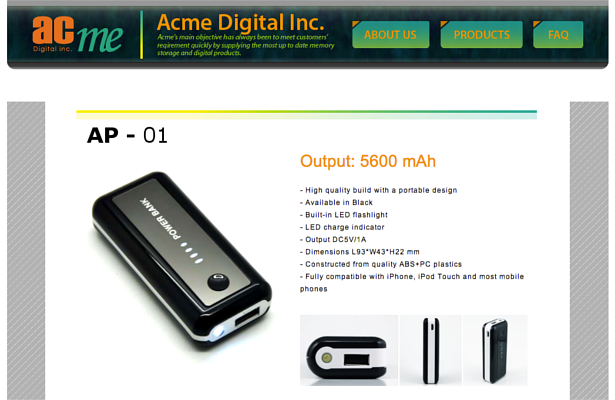 acme
Digital Inc.
Acme Digital Inc.
Acme's main objective has always been to meet customers'
reqirement quickly by supplying the most up to date memory
storage and digital products.
ABOUT US
PRODUCTS
FAQ
AP - 01
Output: 5600 mAh
- High quality build with a portable design
- Available in Black
- Built-in LED flashlight
- LED charge indicator
- Output DC5V/1A
- Dimensions L93*W43*H22 mm
- Constructed from quality ABS+PC plastics
- Fully compatible with iPhone, iPod Touch and most mobile
phones
POWER BANK